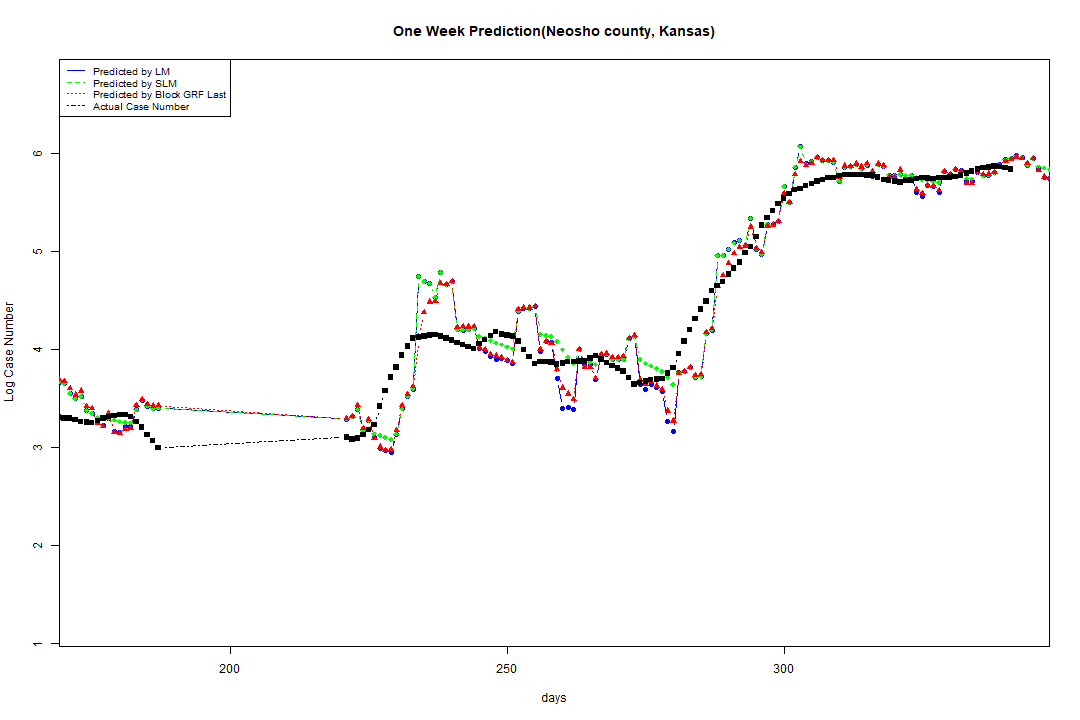 One Week Prediction(Neosho county, Kansas)
Predicted by LM
Predicted by SLM
Predicted by Block GRF Last
Actual Case Number
6
5
4
3
2
1
Log Case Number
200 250 300
days